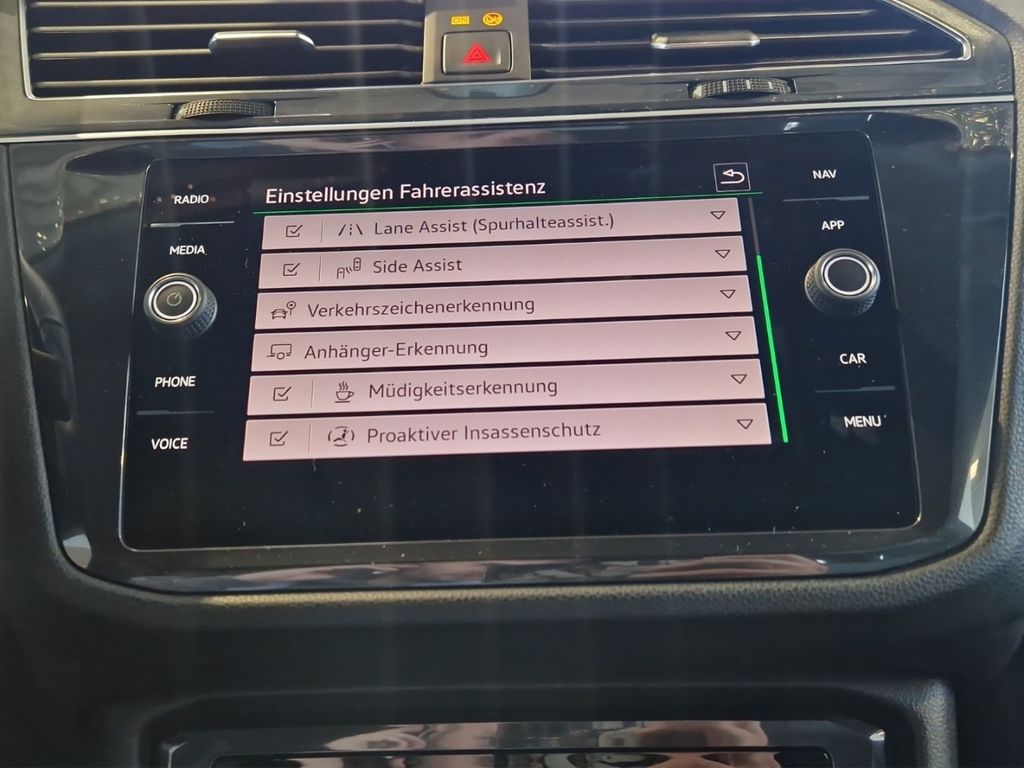 ON
RADIO
MEDIA
PHONE
VOICE
Einstellungen Fahrerassistenz
Lane Assist (Spurhalteassist.)
Side Assist
Verkehrszeichenerkennung
Anhänger-Erkennung
Müdigkeitserkennung
Proaktiver Insassenschutz
NAV
APP
CAR
MENU